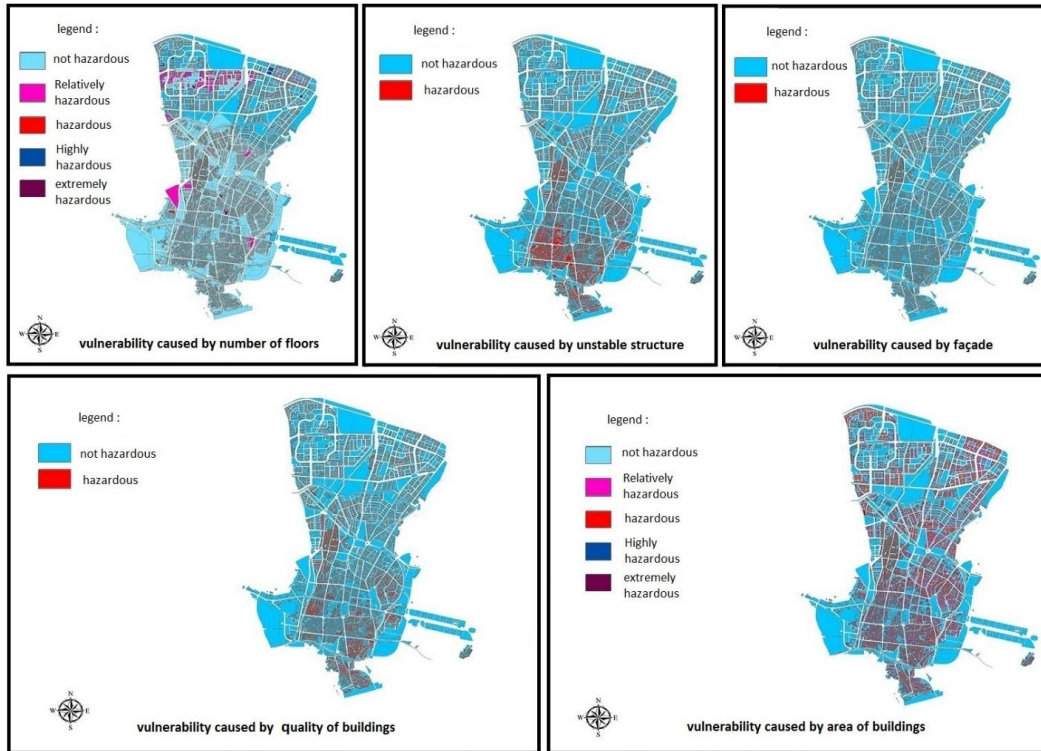 legend :
not hazardous
Relatively
hazardous
hazardous
Highly
hazardous
extremely
hazardous
N
W
E
S
vulnerability caused by number of floors
legend :
not hazardous
hazardous
N
W
E
S
vulnerability caused by unstable structure
legend :
not hazardous
hazardous
N
W
E
S
vulnerability caused by façade
legend :
not hazardous
hazardous
N
W
E
S
vulnerability caused by quality of buildings
legend :
not hazardous
Relatively
hazardous
hazardous
Highly
hazardous
extremely
hazardous
N
W
E
S
vulnerability caused by area of buildings